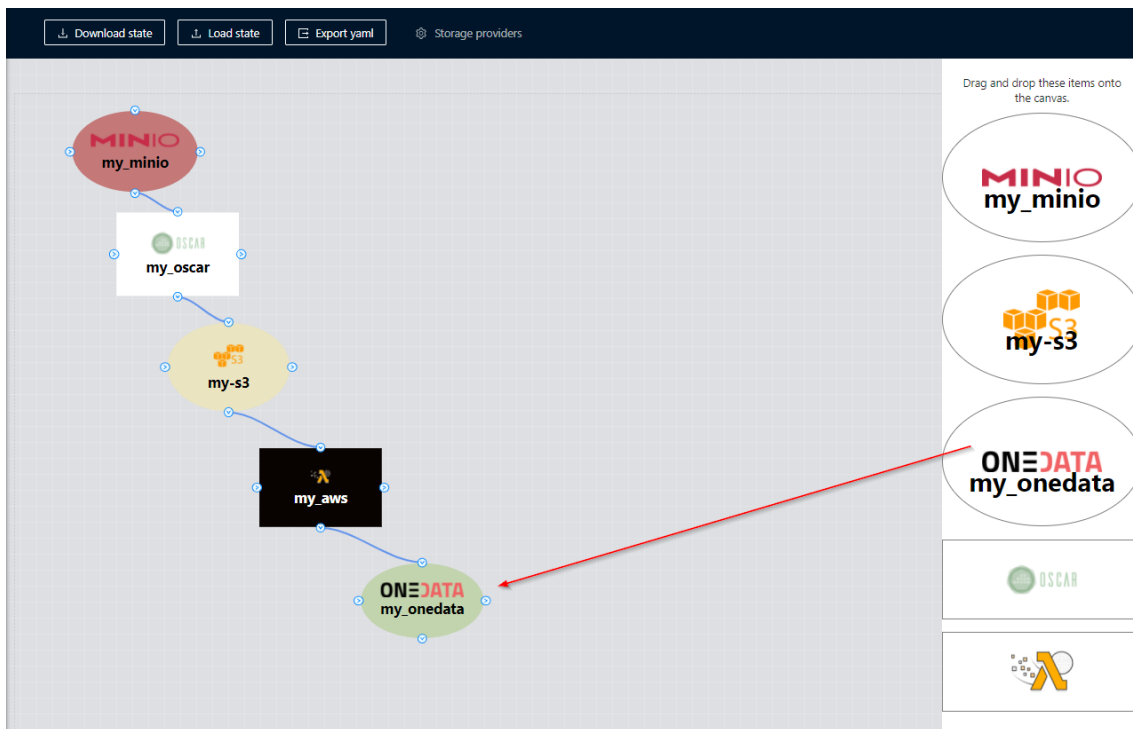 Download state
Load state
Export yaml
Storage providers
Drag and drop these items onto
the canvas.
MINIO
my_minio
OSCAR
my_oscar
S3
my-s3
my_aws
ONEDATA
my_onedata
MINIO
my_minio
S3
my-s3
ONEDATA
my_onedata
OSCAR